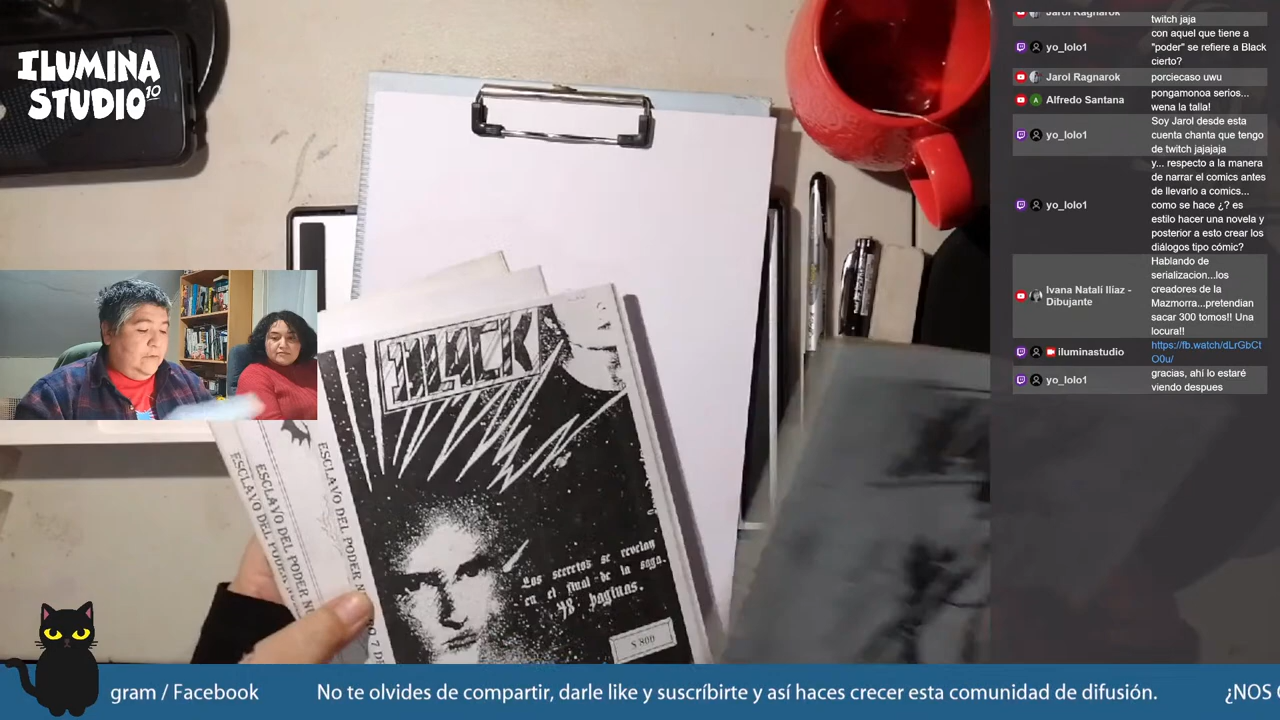 ILUMINA
STUDIO 1.0
BLACK
ESCLAVO DEL PODER
ESCLAVO DEL PODER
ESCLAVO DEL PODER
Los secretos se revelan
en el final de la saga.
48 paginas.
$ 800
Jarol Ragnarok
twitch jaja
yo_lolo1
con aquel que tiene a
"poder" se refiere a Black
cierto?
Jarol Ragnarok
porciecaso uwu
Alfredo Santana
pongamonoa serios...
wena la talla!
yo_lolo1
Soy Jarol desde esta
cuenta chanta que tengo
de twitch jajajaja
yo_lolo1
y... respecto a la manera
de narrar el comics antes
de llevarlo a comics...
como se hace ¿? es
estilo hacer una novela y
posterior a esto crear los
diálogos tipo cómic?
Ivana Natalí Iliaz -
Dibujante
Hablando de
serializacion...los
creadores de la
Mazmorra...pretendian
sacar 300 tomos!! Una
locura!!
iluminastudio
https://fb.watch/dLrGbCt
O0u/
yo_lolo1
gracias, ahí lo estaré
viendo despues
gram / Facebook No te olvides de compartir, darle like y suscríbirte y así haces crecer esta comunidad de difusión. ¿NOS